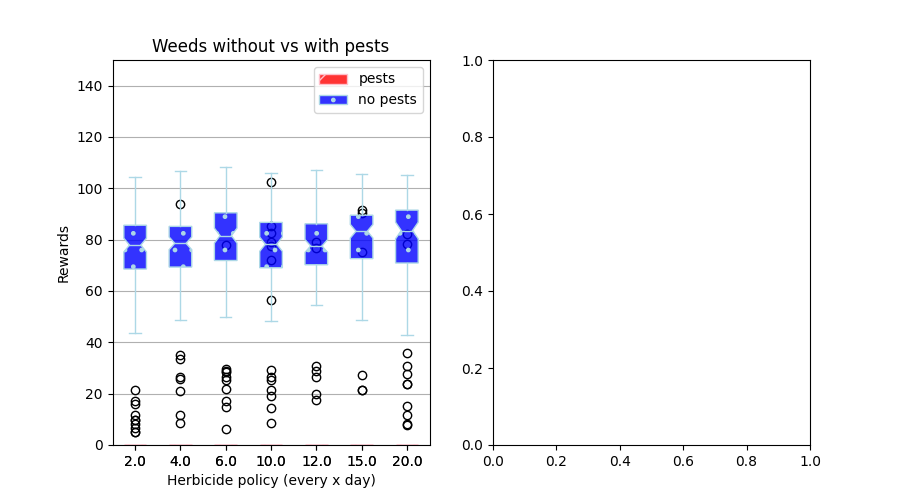 Weeds without vs with pests
pests
no pests
140
120
100
80
60
40
20
0
Rewards
2.0 4.0 6.0 10.0 12.0 15.0 20.0
Herbicide policy (every x day)
1.0
0.8
0.6
0.4
0.2
0.0
0.0 0.2 0.4 0.6 0.8 1.0